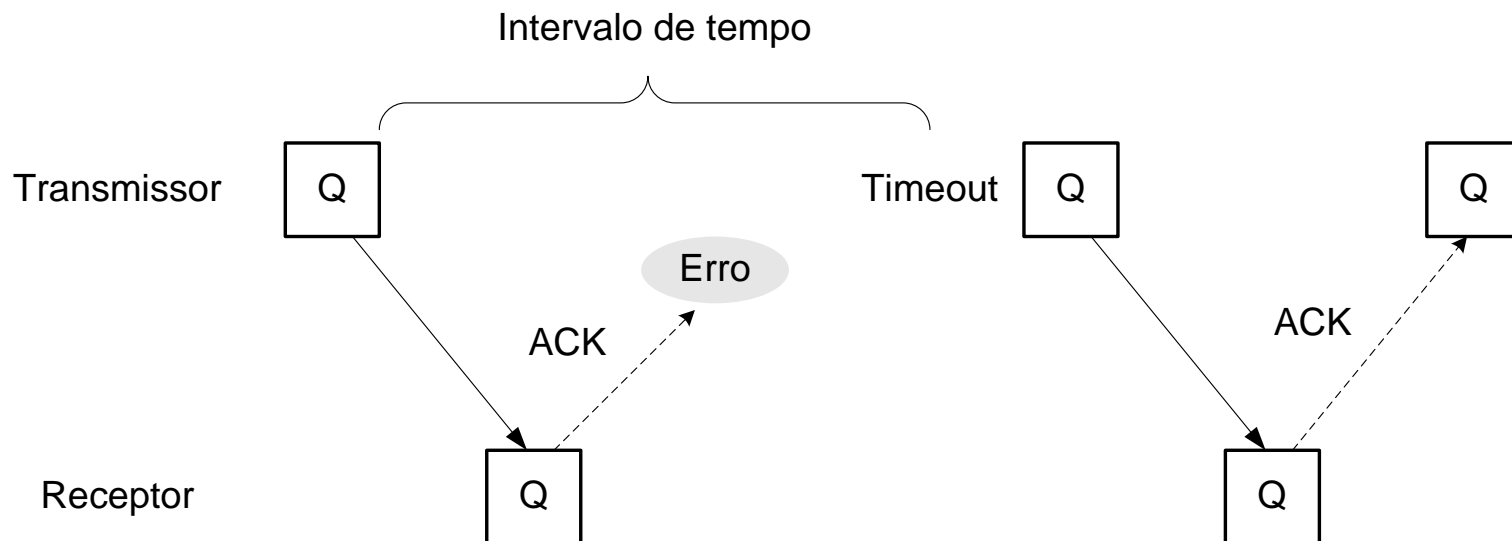 Intervalo de tempo
Transmissor
Q
Timeout
Q
Q
Erro
ACK
ACK
Receptor
Q
Q